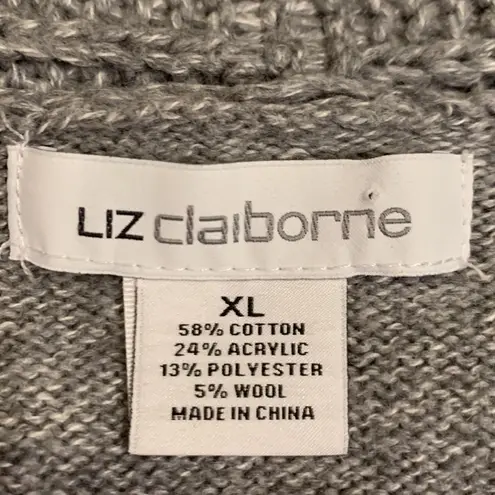 LIZ claiborne
XL
58% COTTON
24% ACRYLIC
13% POLYESTER
5% WOOL
MADE IN CHINA